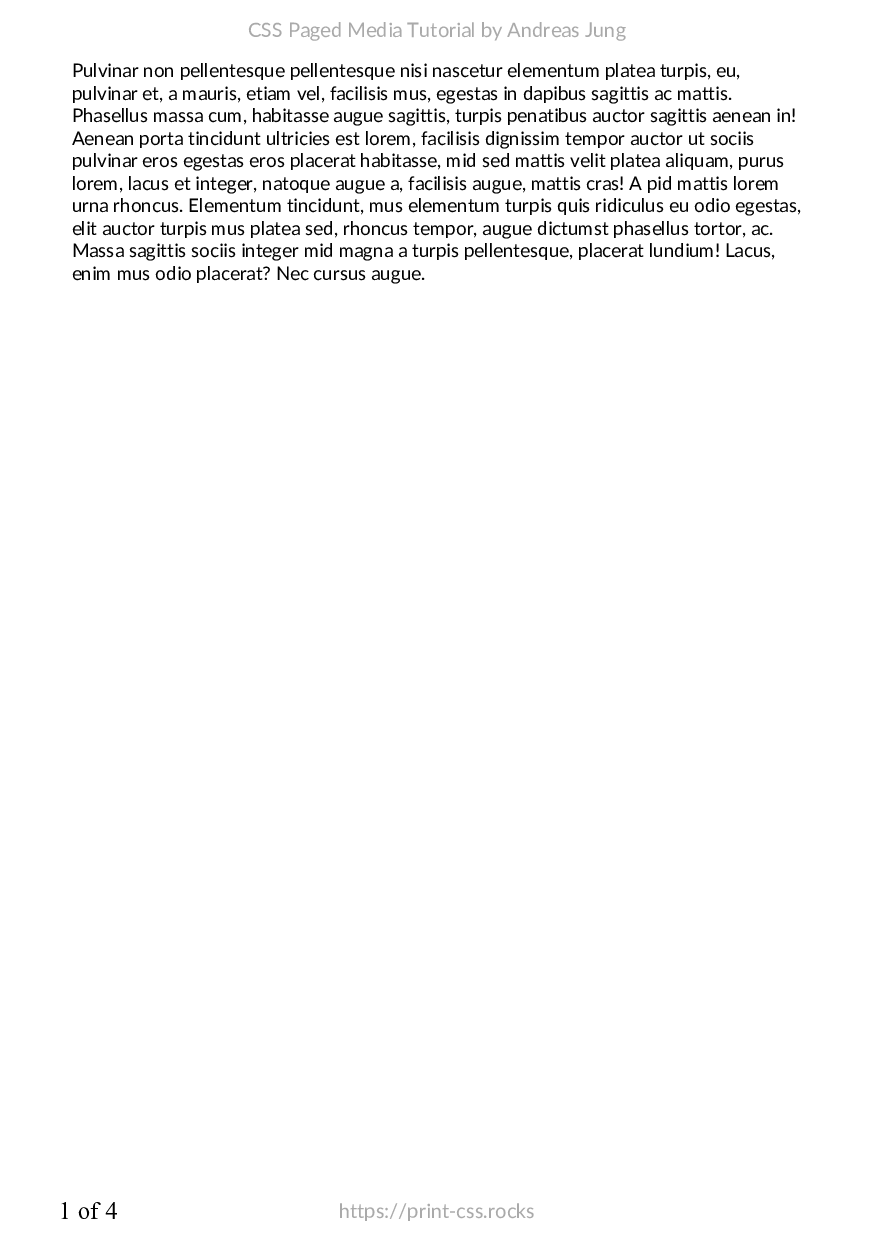 CSS Paged Media Tutorial by Andreas Jung
Pulvinar non pellentesque pellentesque nisi nascetur elementum platea turpis, eu,
pulvinar et, a mauris, etiam vel, facilisis mus, egestas in dapibus sagittis ac mattis.
Phasellus massa cum, habitasse augue sagittis, turpis penatibus auctor sagittis aenean in!
Aenean porta tincidunt ultricies est lorem, facilisis dignissim tempor auctor ut sociis
pulvinar eros egestas eros placerat habitasse, mid sed mattis velit platea aliquam, purus
lorem, lacus et integer, natoque augue a, facilisis augue, mattis cras! A pid mattis lorem
urna rhoncus. Elementum tincidunt, mus elementum turpis quis ridiculus eu odio egestas,
elit auctor turpis mus platea sed, rhoncus tempor, augue dictumst phasellus tortor, ac.
Massa sagittis sociis integer mid magna a turpis pellentesque, placerat lundium! Lacus,
enim mus odio placerat? Nec cursus augue.
1 of 4
https://print-css.rocks